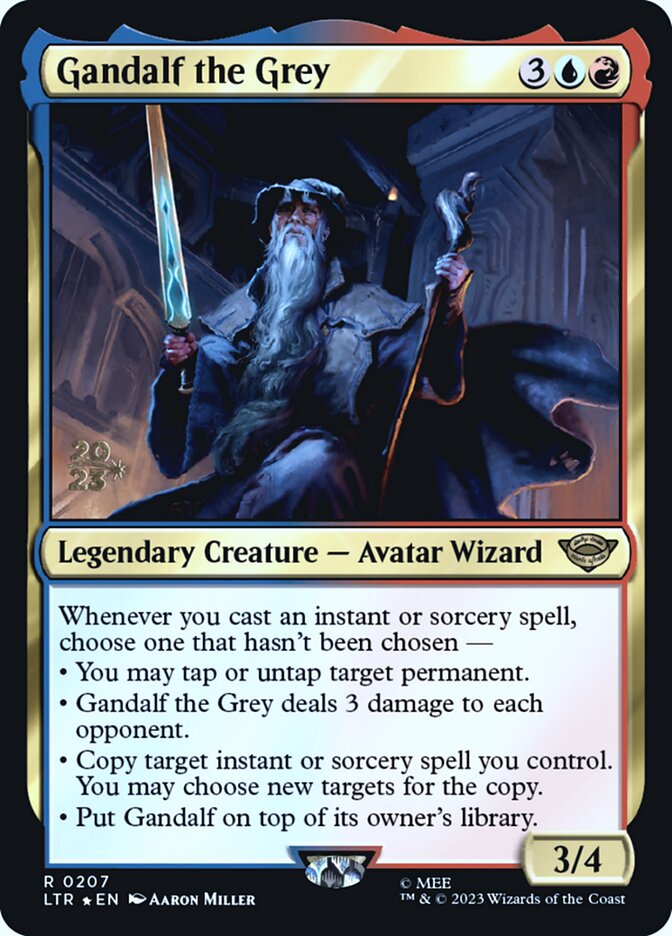 Gandalf the Grey 3
20
23
Legendary Creature — Avatar Wizard
Whenever you cast an instant or sorcery spell,
choose one that hasn't been chosen —
• You may tap or untap target permanent.
• Gandalf the Grey deals 3 damage to each
opponent.
• Copy target instant or sorcery spell you control.
You may choose new targets for the copy.
• Put Gandalf on top of its owner's library.
3/4
R 0207
LTR ★ EN Aaron Miller
© MEE
™ & © 2023 Wizards of the Coast